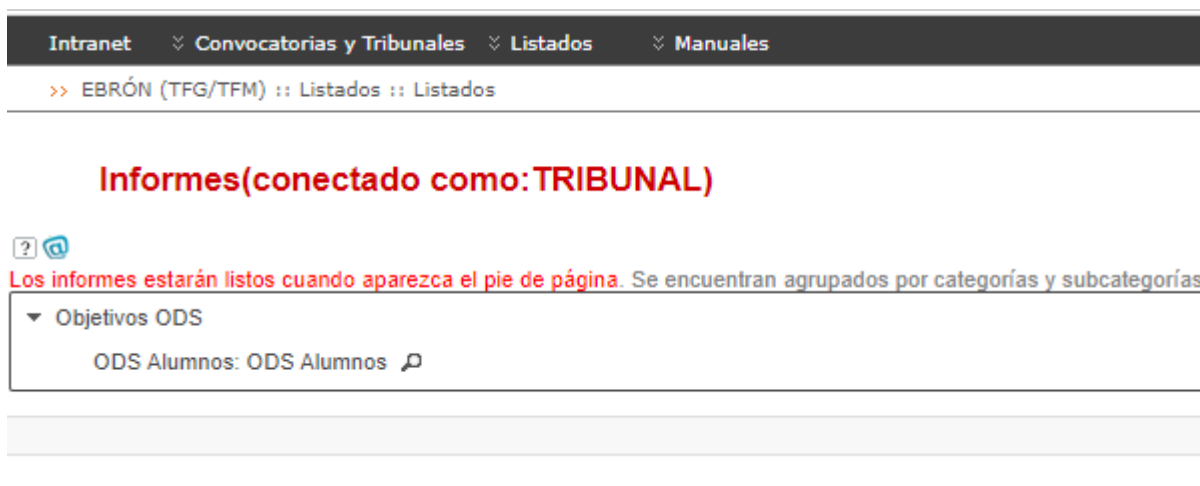 Intranet Convocatorias y Tribunales Listados Manuales
>> EBRÓN (TFG/TFM) :: Listados :: Listados
Informes(conectado como:TRIBUNAL)
? @
Los informes estarán listos cuando aparezca el pie de página. Se encuentran agrupados por categorías y subcategorías
Objetivos ODS
ODS Alumnos: ODS Alumnos